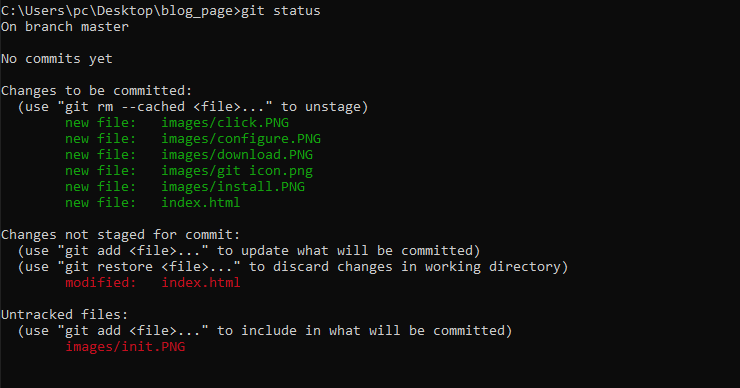 C:\Users\pc\Desktop\blog_page>git status
On branch master
No commits yet
Changes to be committed:
(use "git rm --cached <file>..." to unstage)
new file: images/click.PNG
new file: images/configure.PNG
new file: images/download.PNG
new file: images/git icon.png
new file: images/install.PNG
new file: index.html
Changes not staged for commit:
(use "git add <file>..." to update what will be committed)
(use "git restore <file>..." to discard changes in working directory)
modified: index.html
Untracked files:
(use "git add <file>..." to include in what will be committed)
images/init.PNG